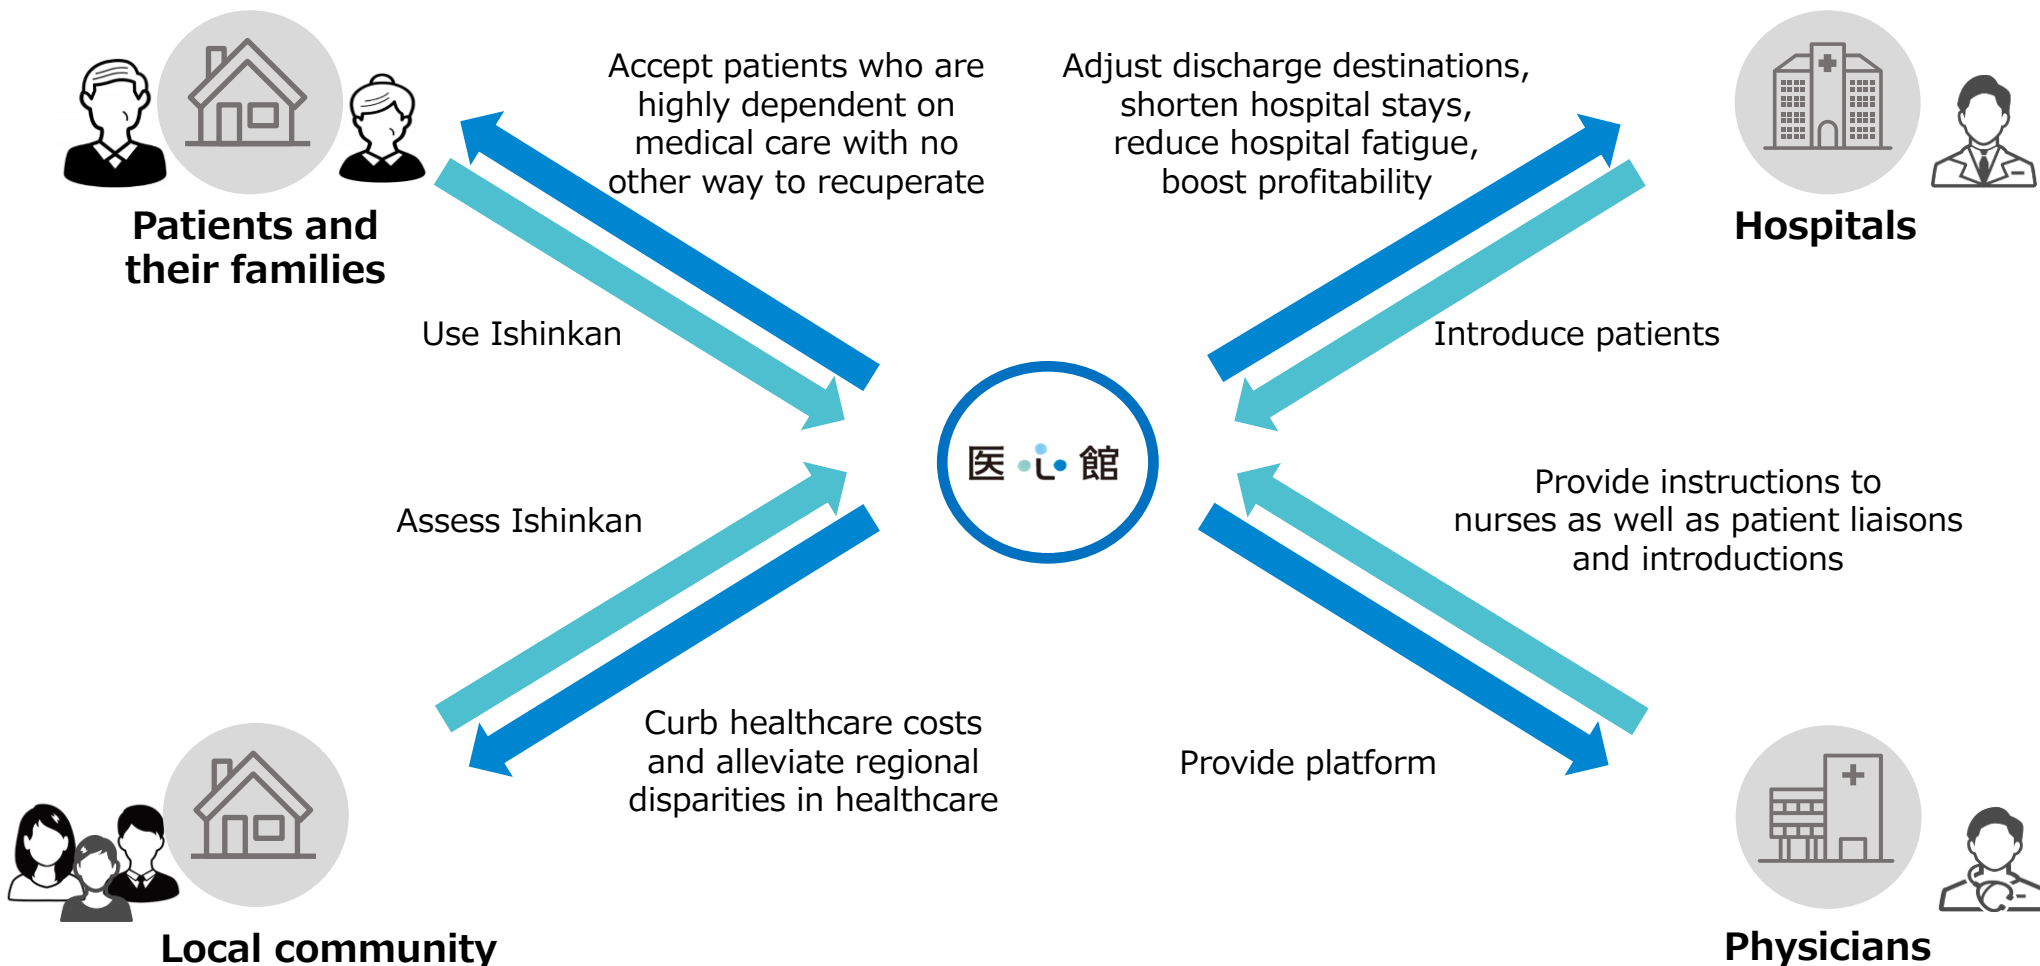 Accept patients who are
highly dependent on
medical care with no
other way to recuperate
Adjust discharge destinations,
shorten hospital stays,
reduce hospital fatigue,
boost profitability
Patients and
their families
Hospitals
Use Ishinkan
Introduce patients
医心館
Assess Ishinkan
Provide instructions to
nurses as well as patient liaisons
and introductions
Curb healthcare costs
and alleviate regional
disparities in healthcare
Provide platform
Local community
Physicians